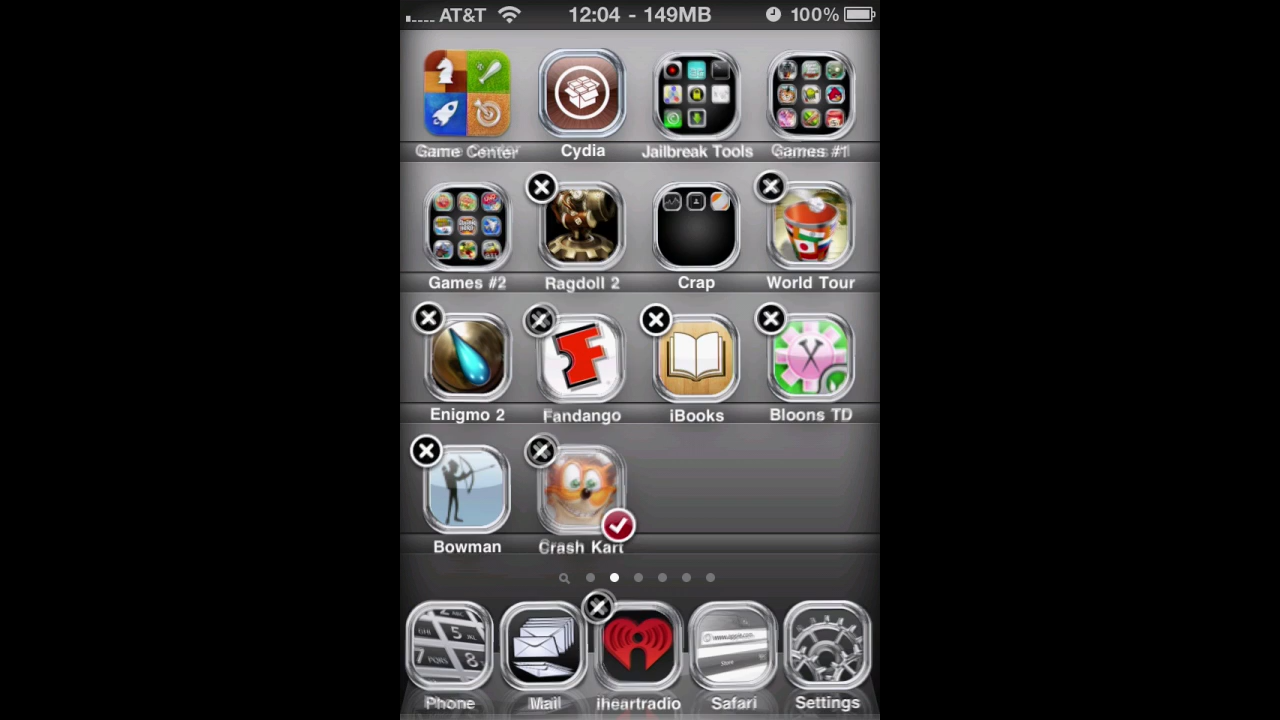 AT&T 12:04 - 149MB 100%
Game Center Cydia Jailbreak Tools Games #1
Games #2 Ragdoll 2 Crap World Tour
Enigmo 2 Fandango iBooks Bloons TD
Bowman Crash Kart
Phone Mail iheartradio Safari Settings